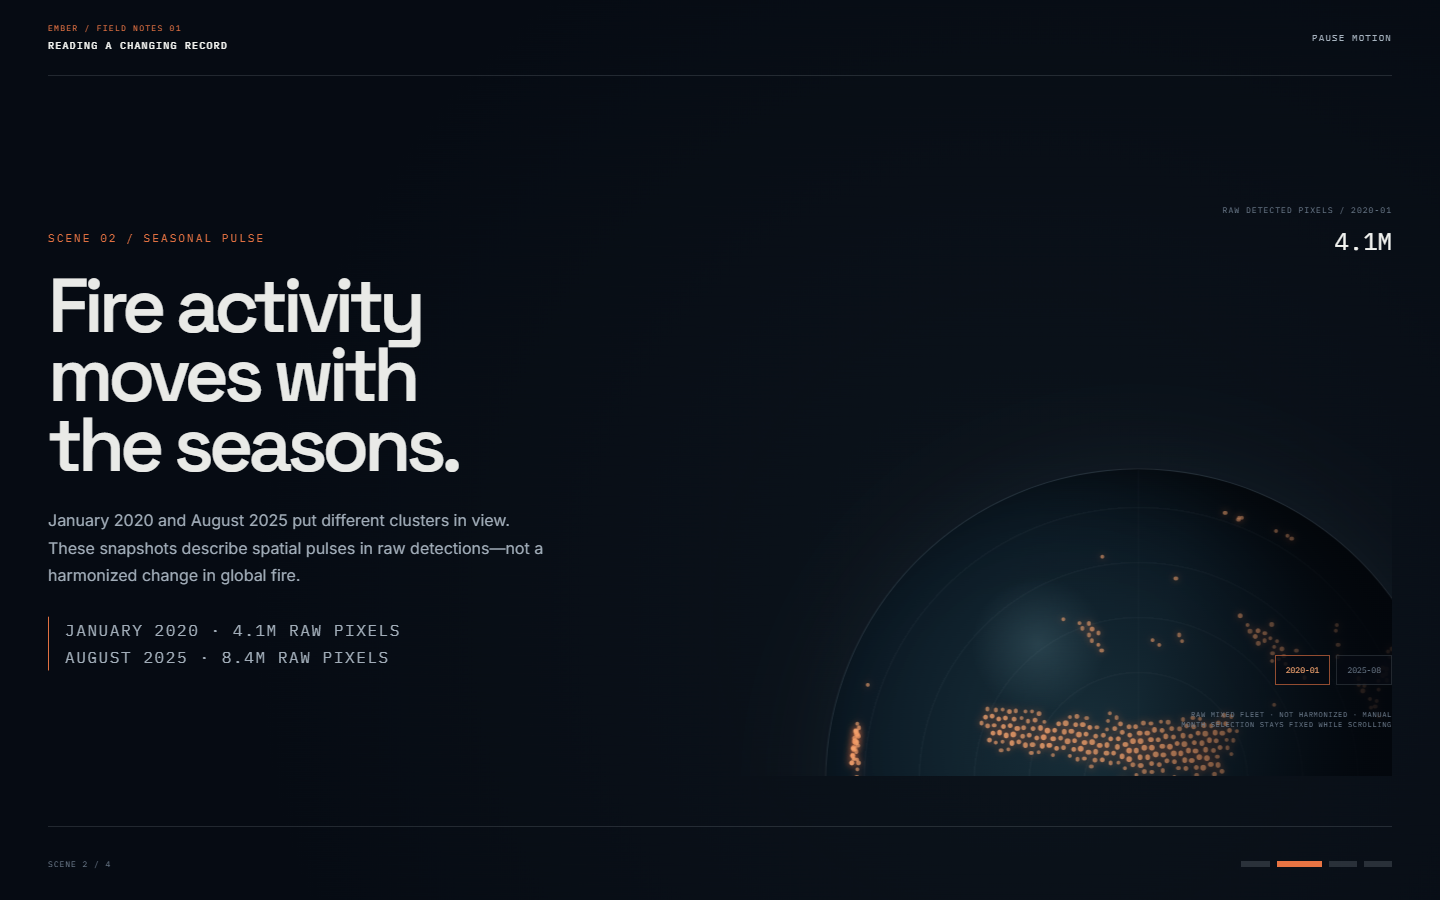 EMBER / FIELD NOTES 01
READING A CHANGING RECORD
PAUSE MOTION
RAW DETECTED PIXELS / 2020-01
4.1M
SCENE 02 / SEASONAL PULSE
Fire activity
moves with
the seasons.
January 2020 and August 2025 put different clusters in view.
These snapshots describe spatial pulses in raw detections—not a
harmonized change in global fire.
JANUARY 2020 · 4.1M RAW PIXELS
AUGUST 2025 · 8.4M RAW PIXELS
2020-01
2025-08
RAW MIXED FLEET · NOT HARMONIZED · MANUAL
MONTH SELECTION STAYS FIXED WHILE SCROLLING
SCENE 2 / 4